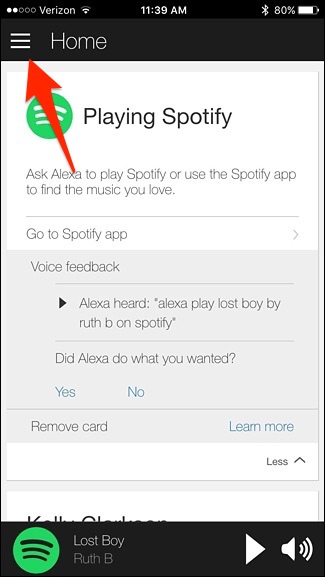 Verizon 11:39 AM 80%
Home
Playing Spotify
Ask Alexa to play Spotify or use the Spotify app
to find the music you love.
Go to Spotify app
Voice feedback
Alexa heard: "alexa play lost boy by
ruth b on spotify"
Did Alexa do what you wanted?
Yes No
Remove card Learn more
Less
Kelly Clarkson
Lost Boy
Ruth B